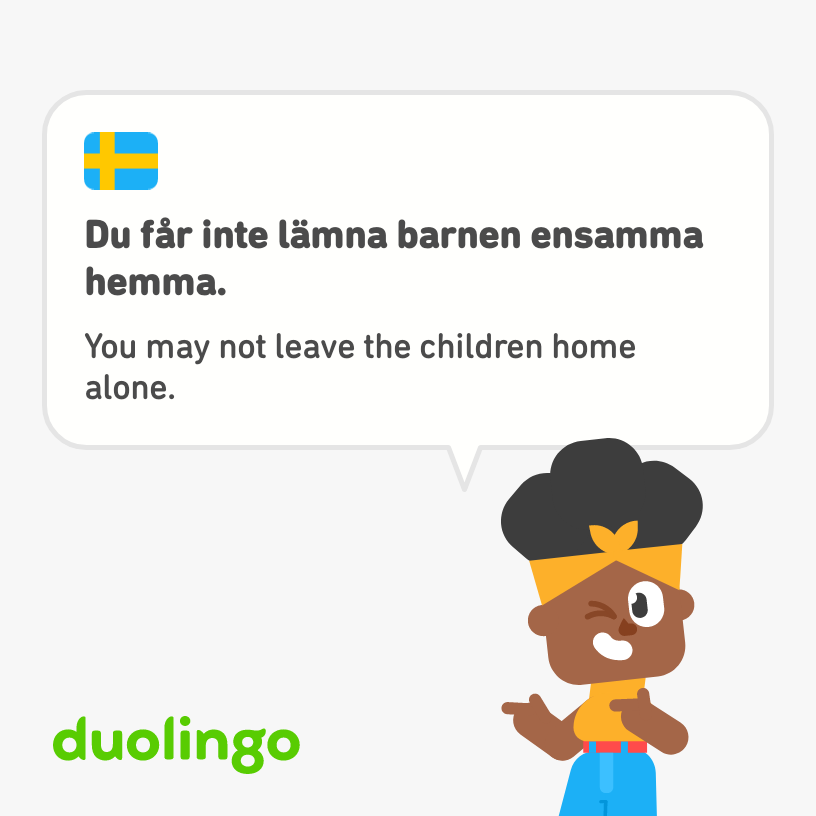 Du får inte lämna barnen ensamma
hemma.
You may not leave the children home
alone.
duolingo